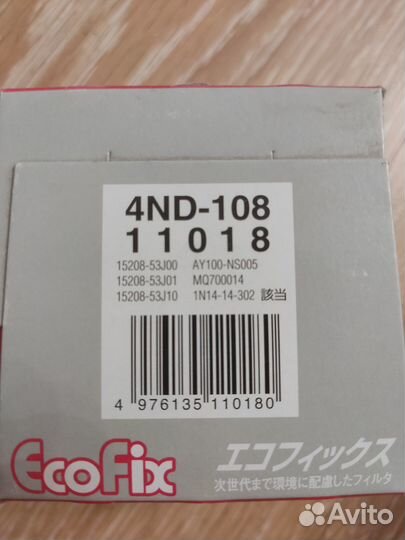 4ND-108
11018
15208-53J00 AY100-NS005
15208-53J01 MQ700014
15208-53J10 1N14-14-302 該当
4 976135 110180
EcoFix エコフィックス
次世代まで環境に配慮したフィルタ
Avito